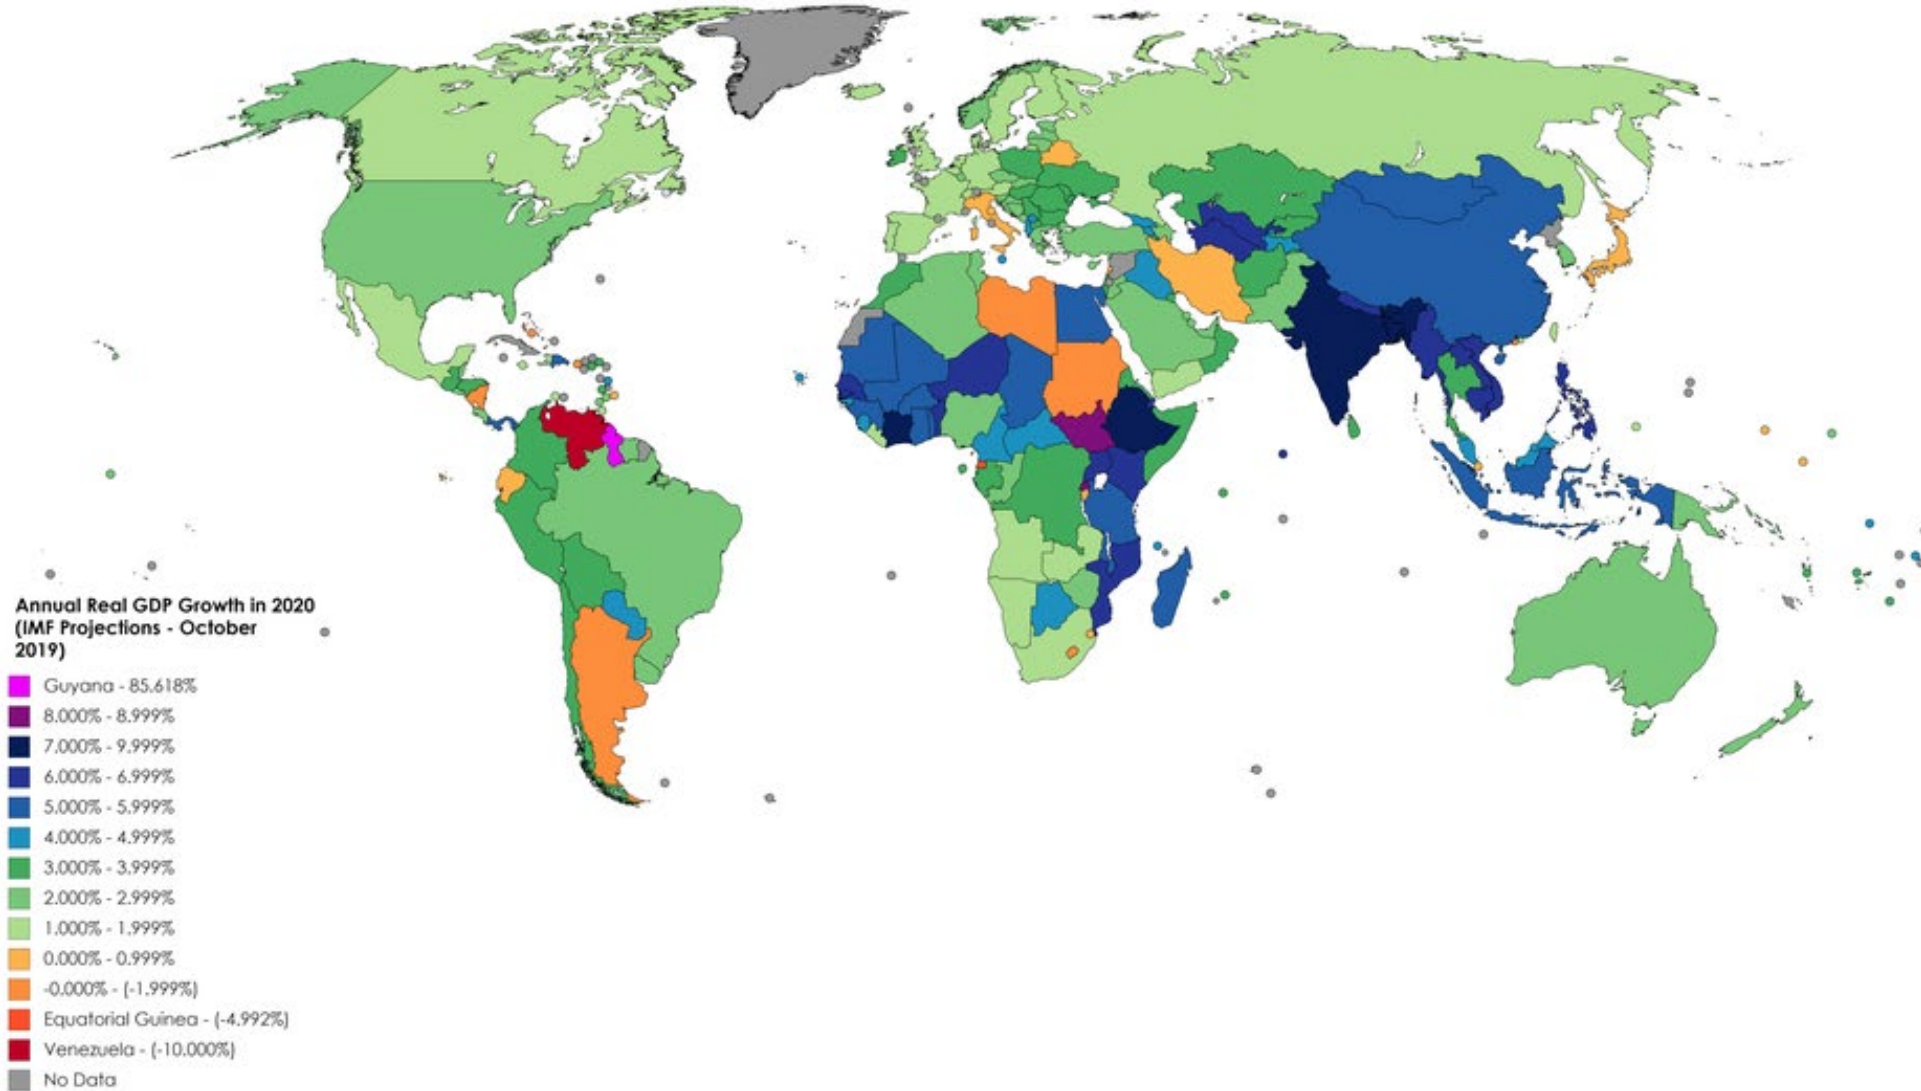 Annual Real GDP Growth in 2020
(IMF Projections - October
2019)
Guyana - 85.618%
8.000% - 8.999%
7.000% - 9.999%
6.000% - 6.999%
5.000% - 5.999%
4.000% - 4.999%
3.000% - 3.999%
2.000% - 2.999%
1.000% - 1.999%
0.000% - 0.999%
-0.000% - (-1.999%)
Equatorial Guinea - (-4.992%)
Venezuela - (-10.000%)
No Data